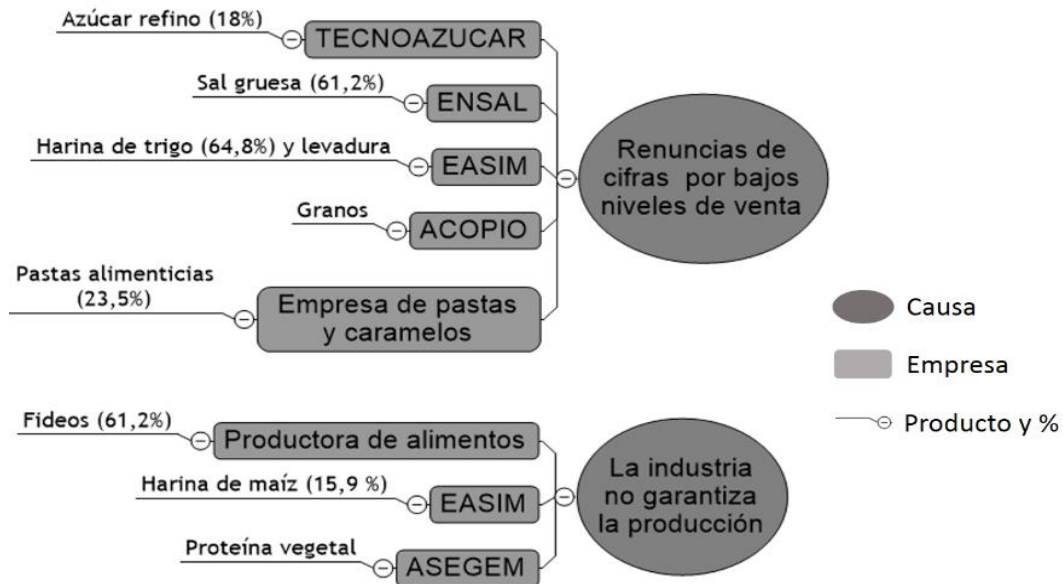 Azúcar refino (18%)
TECNOAZUCAR
Sal gruesa (61,2%)
ENSAL
Harina de trigo (64,8%) y levadura
EASIM
Granos
ACOPIO
Pastas alimenticias
(23,5%)
Empresa de pastas
y caramelos
Renuncias de
cifras por bajos
niveles de venta
Fideos (61,2%)
Productora de alimentos
Harina de maíz (15,9 %)
EASIM
Proteína vegetal
ASEGEM
La industria
no garantiza
la producción
Causa
Empresa
Producto y %